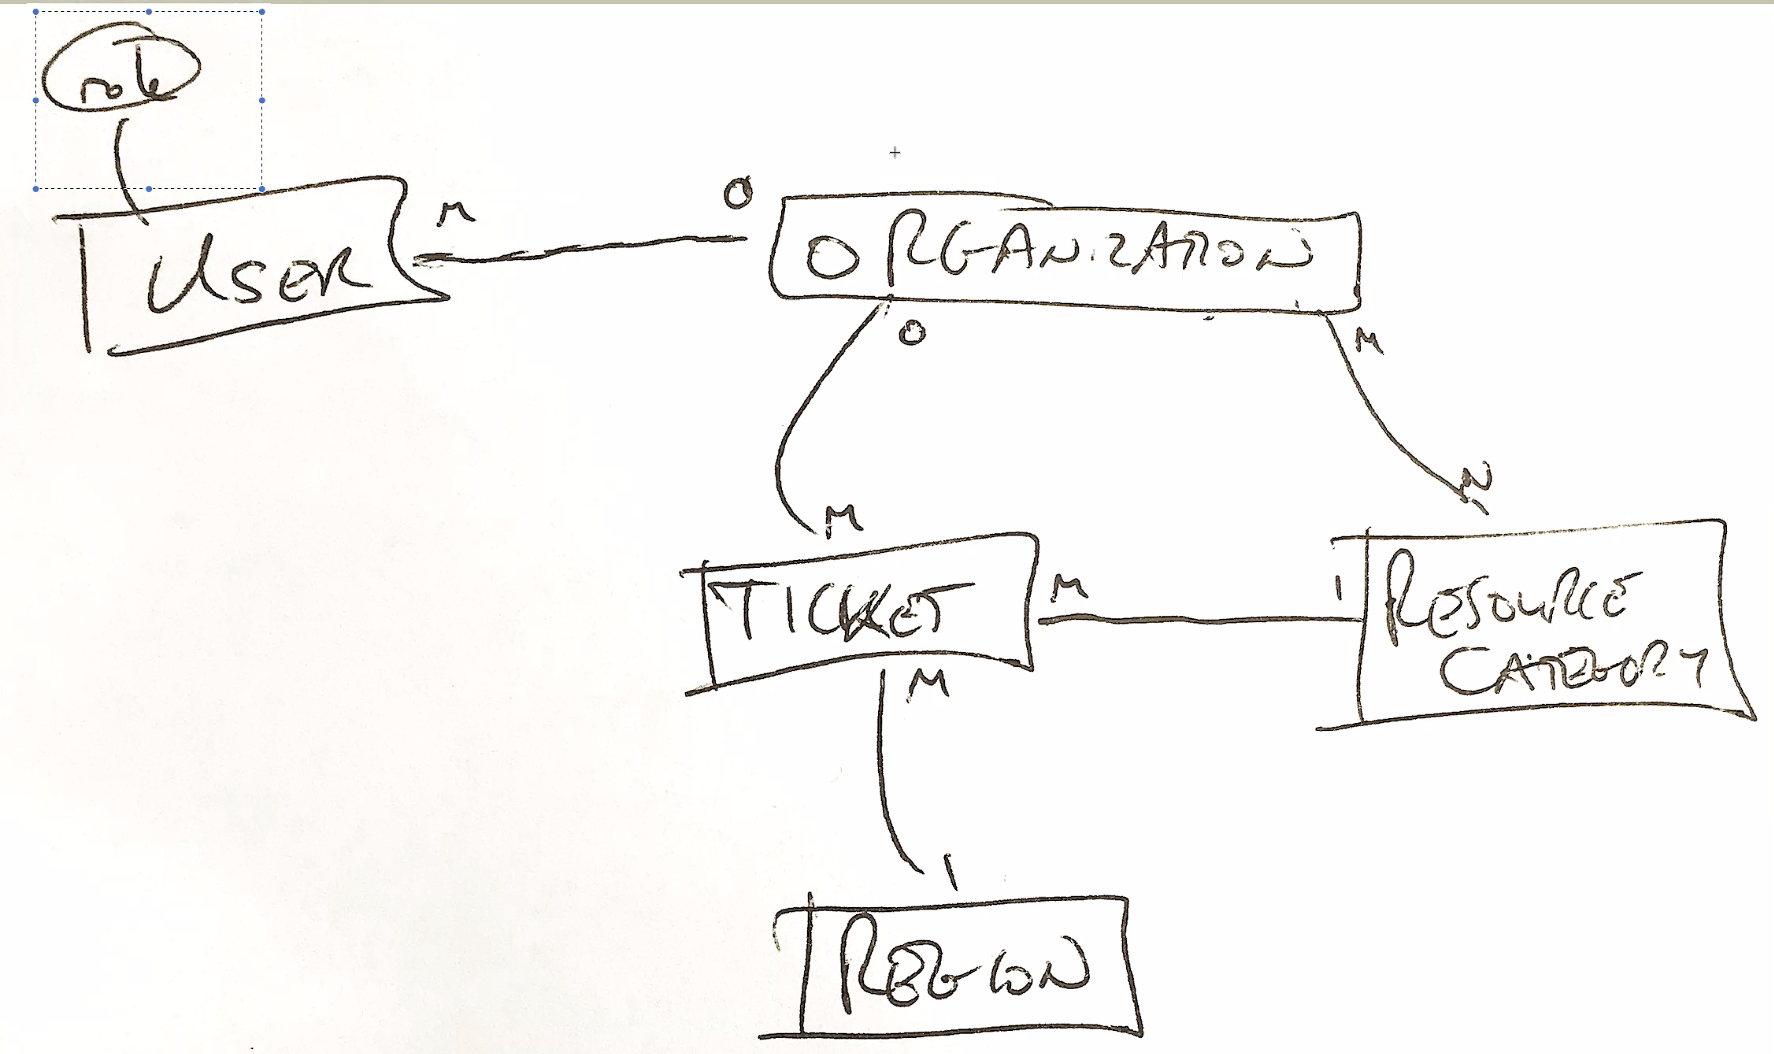 role
M
O
USER
ORGANIZATION
O
M
N
M
TICKET
M
1
RESOURCE
CATEGORY
M
1
REGION